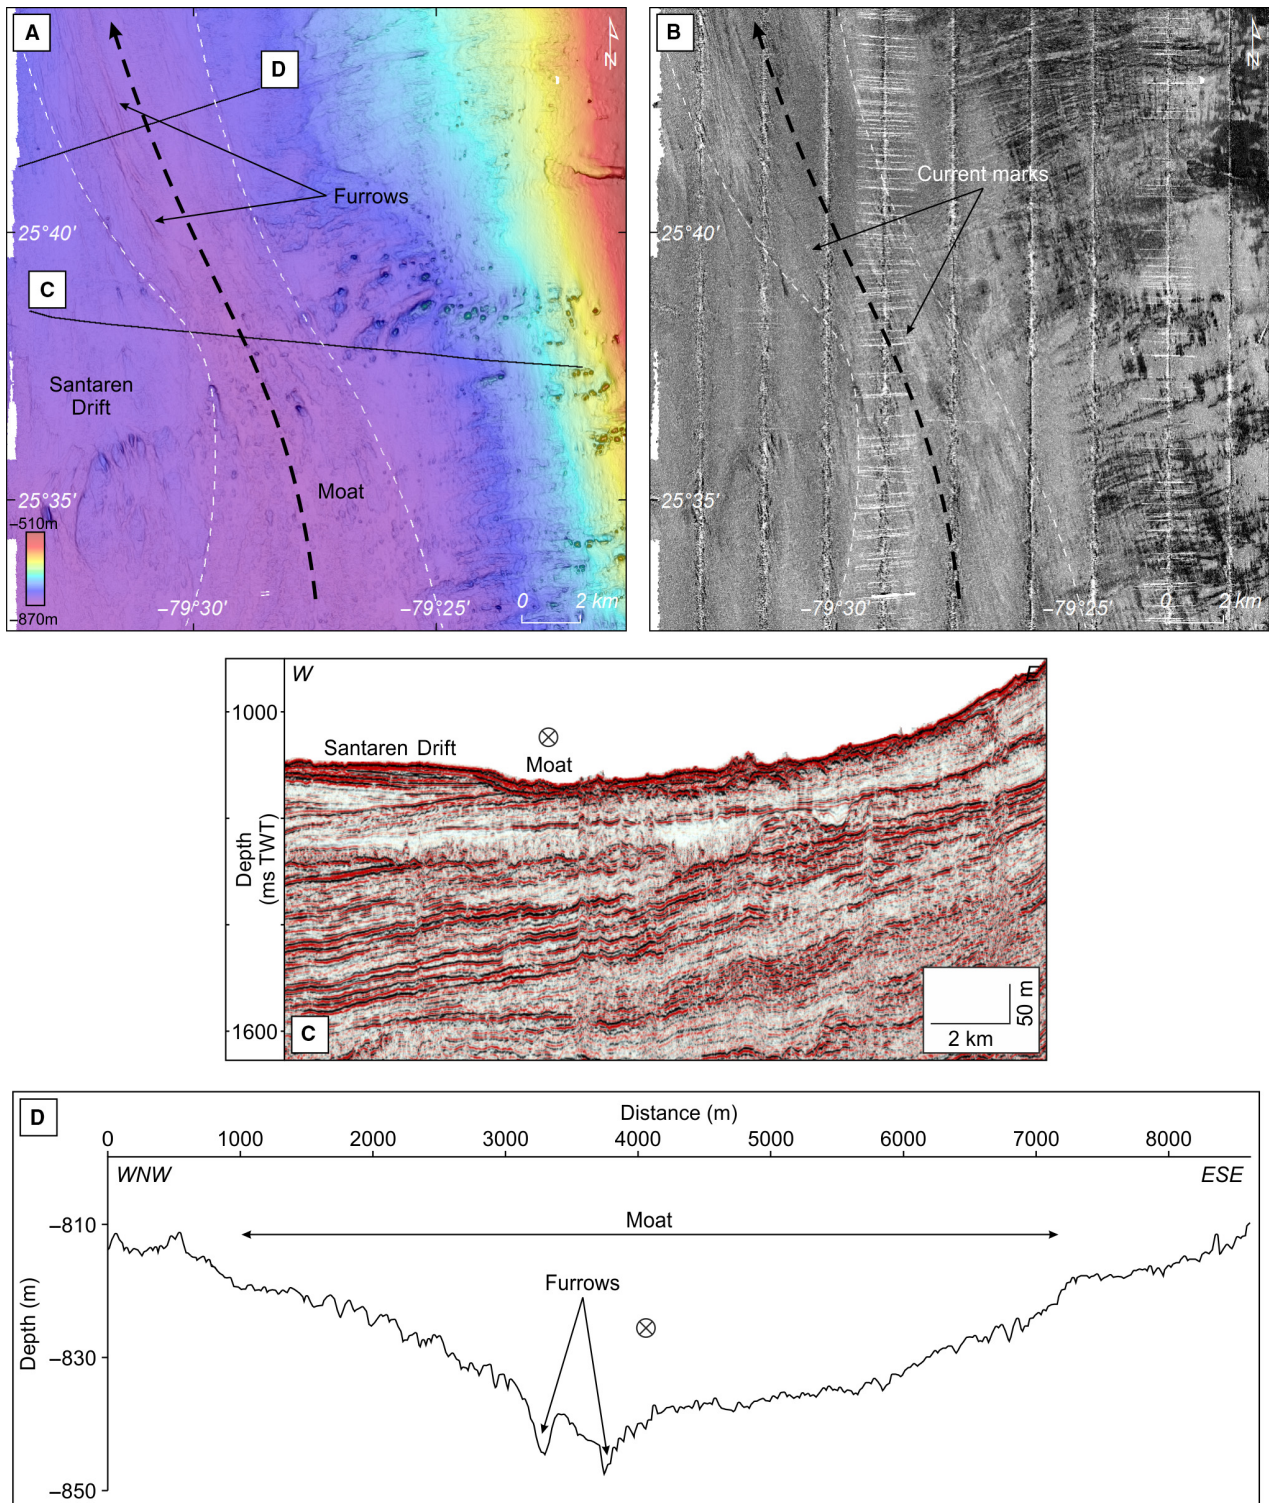 A
D
N
Furrows
25°40'
C
Santaren
Drift
25°35'
Moat
–510m
–870m
–79°30'
–79°25'
0 2 km
B
N
Current marks
25°40'
25°35'
–79°30'
–79°25'
0 2 km
W
E
1000
Santaren Drift
Moat
Depth
(ms TWT)
1600
C
50 m
2 km
D
Distance (m)
0 1000 2000 3000 4000 5000 6000 7000 8000
WNW
ESE
–810
Moat
Furrows
Depth (m)
–830
–850